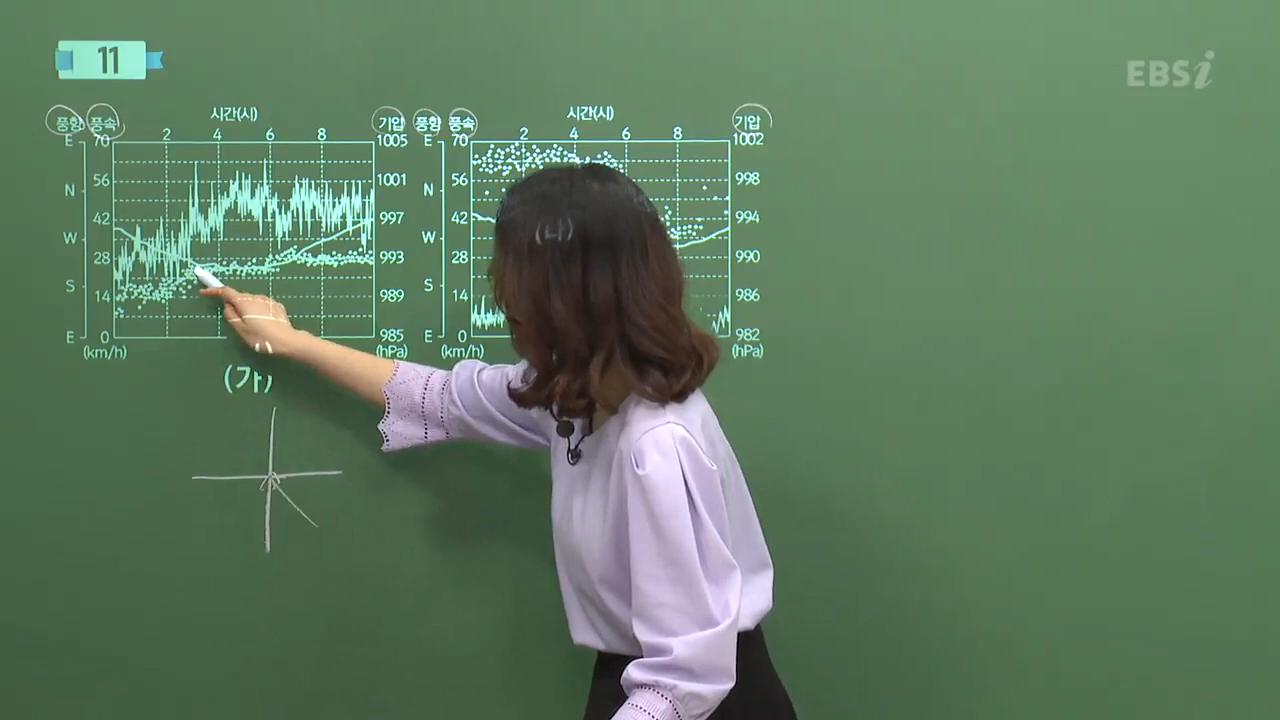 11
EBSi
풍향 풍속 시간(시) 기압
2 4 6 8
E 70 1005
56 1001
N
42 997
W
28 993
S
14 989
E 0 985
(km/h) (hPa)
(가)
풍향 풍속 시간(시) 기압
2 4 6 8
E 70 1002
56 998
N
42 994
W
28 990
S
14 986
E 0 982
(km/h) (hPa)
(나)